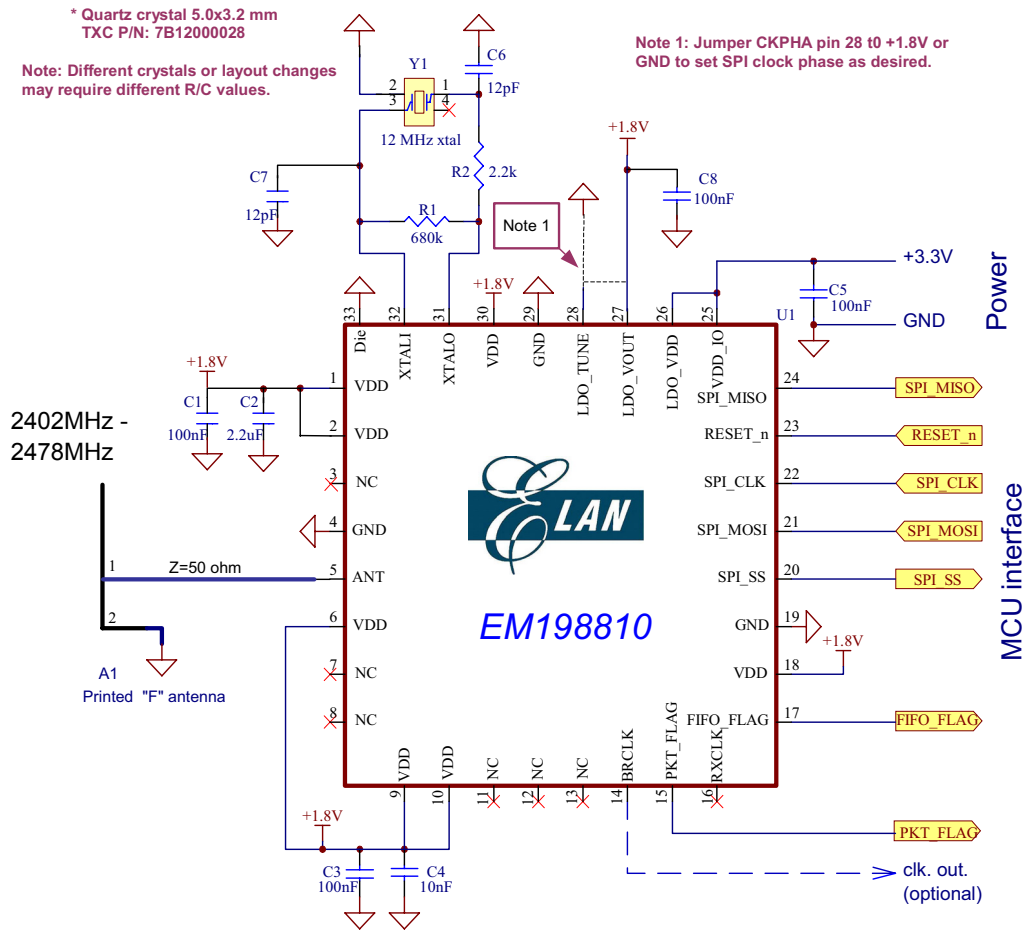 * Quartz crystal 5.0x3.2 mm
TXC P/N: 7B12000028
Note: Different crystals or layout changes
may require different R/C values.
Note 1: Jumper CKPHA pin 28 t0 +1.8V or
GND to set SPI clock phase as desired.
Y1
2
3
1
4
12 MHz xtal
C6
12pF
R2
2.2k
C7
12pF
R1
680k
+1.8V
C8
100nF
Note 1
+1.8V
+3.3V
GND
Power
C5
100nF
U1
33
32
31
30
29
28
27
26
25
Die
XTALI
XTALO
VDD
GND
LDO_TUNE
LDO_VOUT
LDO_VDD
VDD_IO
+1.8V
C1
100nF
C2
2.2uF
1
VDD
2
VDD
3
NC
4
GND
5
ANT
6
VDD
7
NC
8
NC
2402MHz -
2478MHz
1
Z=50 ohm
2
A1
Printed "F" antenna
ELAN
EM198810
SPI_MISO
24
SPI_MISO
RESET_n
23
RESET_n
SPI_CLK
22
SPI_CLK
SPI_MOSI
21
SPI_MOSI
SPI_SS
20
SPI_SS
GND
19
+1.8V
VDD
18
FIFO_FLAG
17
FIFO_FLAG
MCU interface
VDD
VDD
NC
NC
NC
BRCLK
PKT_FLAG
RXCLK
9
10
11
12
13
14
15
16
+1.8V
C3
100nF
C4
10nF
PKT_FLAG
clk. out.
(optional)